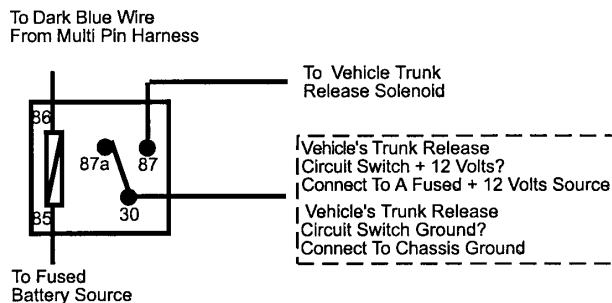 To Dark Blue Wire
From Multi Pin Harness
To Vehicle Trunk
Release Solenoid
86
87a
87
85
30
Vehicle's Trunk Release
Circuit Switch + 12 Volts?
Connect To A Fused + 12 Volts Source
Vehicle's Trunk Release
Circuit Switch Ground?
Connect To Chassis Ground
To Fused
Battery Source